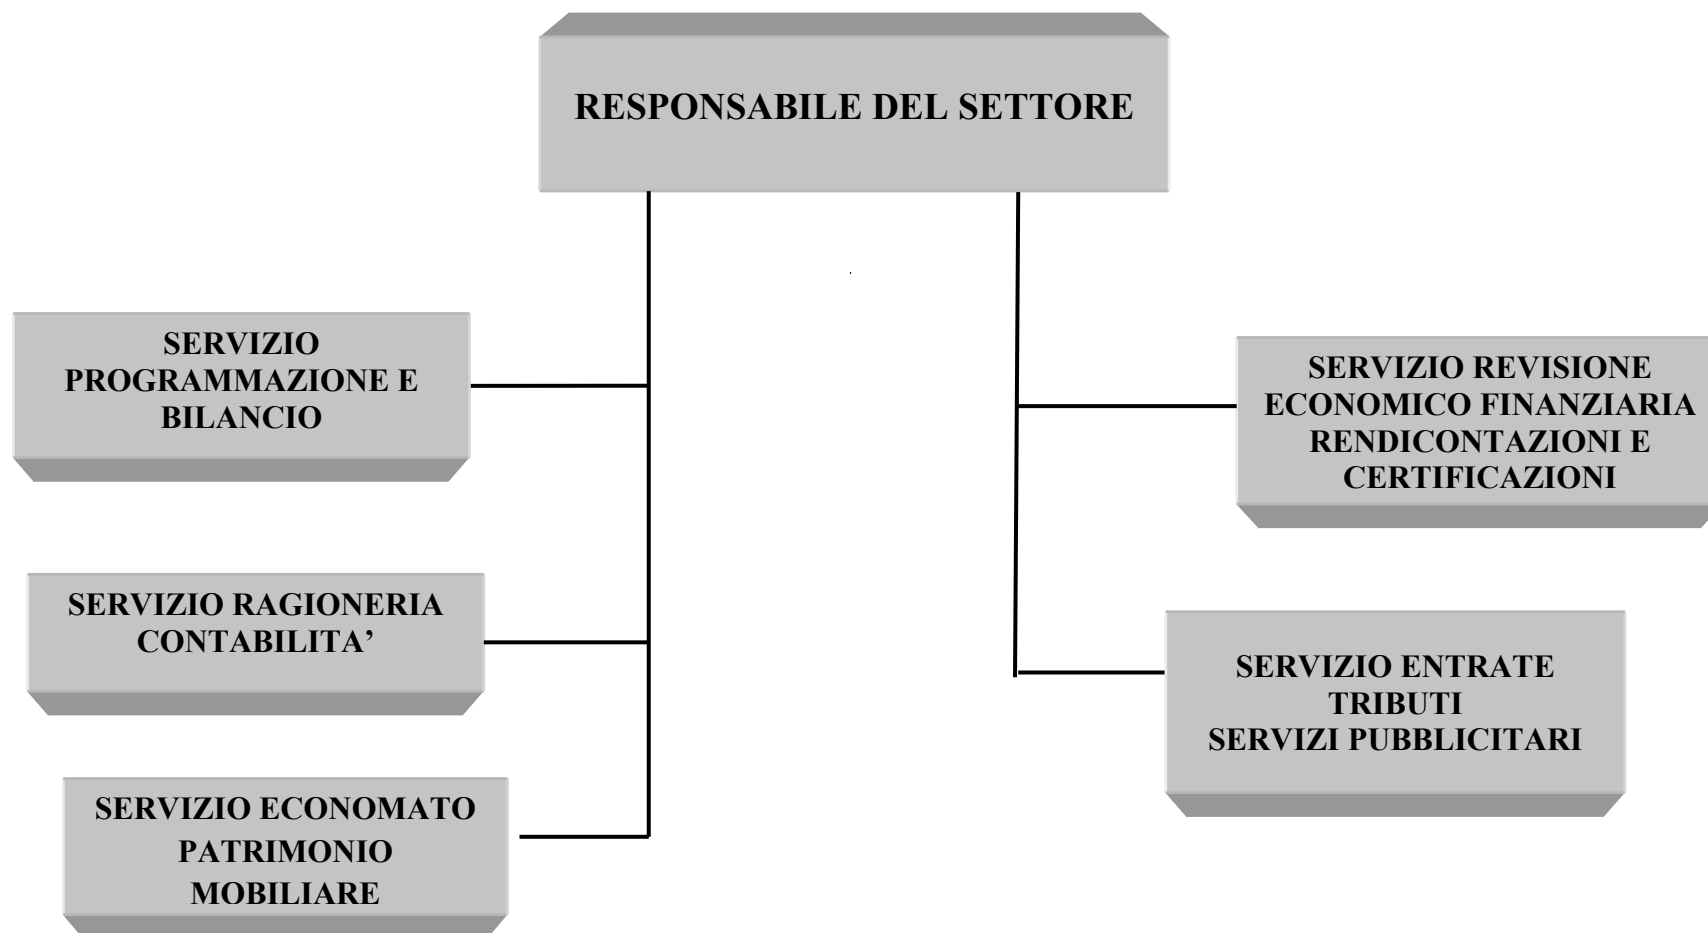 RESPONSABILE DEL SETTORE
SERVIZIO
PROGRAMMAZIONE E
BILANCIO
SERVIZIO RAGIONERIA
CONTABILITA’
SERVIZIO ECONOMATO
PATRIMONIO
MOBILIARE
SERVIZIO REVISIONE
ECONOMICO FINANZIARIA
RENDICONTAZIONI E
CERTIFICAZIONI
SERVIZIO ENTRATE
TRIBUTI
SERVIZI PUBBLICITARI